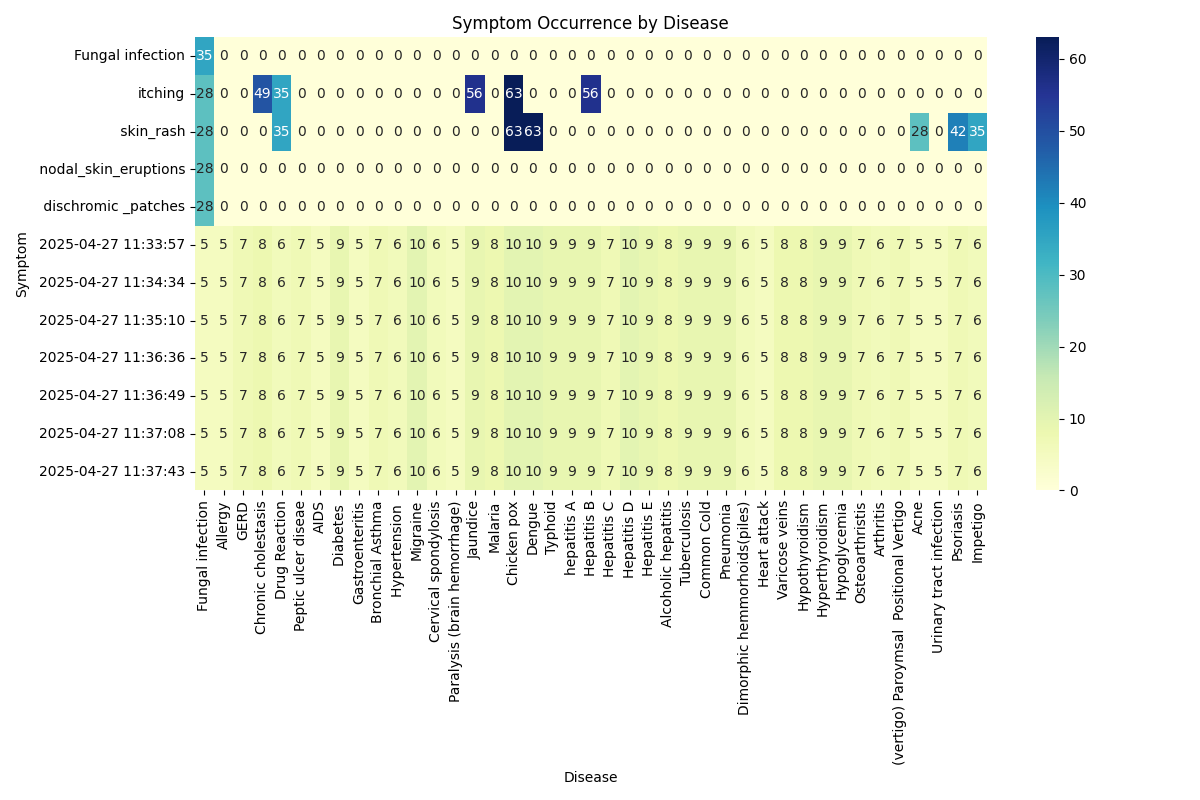 Symptom Occurrence by Disease
Fungal infection 35 0 0 0 0 0 0 0 0 0 0 0 0 0 0 0 0 0 0 0 0 0 0 0 0 0 0 0 0 0 0 0 0 0 0 0 0 0 0 0 0
itching 28 0 0 49 35 0 0 0 0 0 0 0 0 0 56 0 63 0 0 0 56 0 0 0 0 0 0 0 0 0 0 0 0 0 0 0 0 0 0 0 0
skin_rash 28 0 0 0 35 0 0 0 0 0 0 0 0 0 0 0 63 63 0 0 0 0 0 0 0 0 0 0 0 0 0 0 0 0 0 0 0 28 0 42 35
nodal_skin_eruptions 28 0 0 0 0 0 0 0 0 0 0 0 0 0 0 0 0 0 0 0 0 0 0 0 0 0 0 0 0 0 0 0 0 0 0 0 0 0 0 0 0
dischromic _patches 28 0 0 0 0 0 0 0 0 0 0 0 0 0 0 0 0 0 0 0 0 0 0 0 0 0 0 0 0 0 0 0 0 0 0 0 0 0 0 0 0
2025-04-27 11:33:57 5 5 7 8 6 7 5 9 5 7 6 10 6 5 9 8 10 10 9 9 9 7 10 9 8 9 9 9 6 5 8 8 9 9 7 6 7 5 5 7 6
2025-04-27 11:34:34 5 5 7 8 6 7 5 9 5 7 6 10 6 5 9 8 10 10 9 9 9 7 10 9 8 9 9 9 6 5 8 8 9 9 7 6 7 5 5 7 6
2025-04-27 11:35:10 5 5 7 8 6 7 5 9 5 7 6 10 6 5 9 8 10 10 9 9 9 7 10 9 8 9 9 9 6 5 8 8 9 9 7 6 7 5 5 7 6
2025-04-27 11:36:36 5 5 7 8 6 7 5 9 5 7 6 10 6 5 9 8 10 10 9 9 9 7 10 9 8 9 9 9 6 5 8 8 9 9 7 6 7 5 5 7 6
2025-04-27 11:36:49 5 5 7 8 6 7 5 9 5 7 6 10 6 5 9 8 10 10 9 9 9 7 10 9 8 9 9 9 6 5 8 8 9 9 7 6 7 5 5 7 6
2025-04-27 11:37:08 5 5 7 8 6 7 5 9 5 7 6 10 6 5 9 8 10 10 9 9 9 7 10 9 8 9 9 9 6 5 8 8 9 9 7 6 7 5 5 7 6
2025-04-27 11:37:43 5 5 7 8 6 7 5 9 5 7 6 10 6 5 9 8 10 10 9 9 9 7 10 9 8 9 9 9 6 5 8 8 9 9 7 6 7 5 5 7 6
Symptom
Fungal infection
Allergy
GERD
Chronic cholestasis
Drug Reaction
Peptic ulcer diseae
AIDS
Diabetes
Gastroenteritis
Bronchial Asthma
Hypertension
Migraine
Cervical spondylosis
Paralysis (brain hemorrhage)
Jaundice
Malaria
Chicken pox
Dengue
Typhoid
hepatitis A
Hepatitis B
Hepatitis C
Hepatitis D
Hepatitis E
Alcoholic hepatitis
Tuberculosis
Common Cold
Pneumonia
Dimorphic hemmorhoids(piles)
Heart attack
Varicose veins
Hypothyroidism
Hyperthyroidism
Hypoglycemia
Osteoarthristis
Arthritis
(vertigo) Paroymsal  Positional Vertigo
Acne
Urinary tract infection
Psoriasis
Impetigo
Disease
60
50
40
30
20
10
0